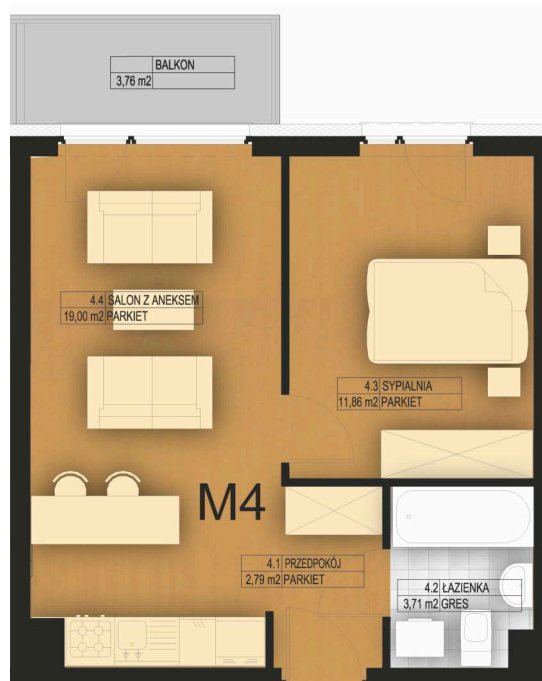 BALKON
3,76 m2
4.4 SALON Z ANEKSEM
19,00 m2 PARKIET
4.3 SYPIALNIA
11,86 m2 PARKIET
M4
4.1 PRZEDPOKÓJ
2,79 m2 PARKIET
4.2 ŁAZIENKA
3,71 m2 GRES